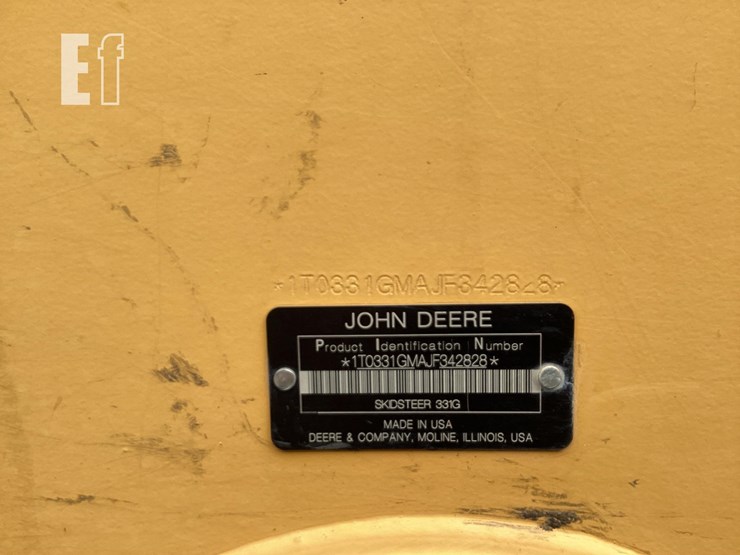 Ef
*1T0331GMAJF342828*
JOHN DEERE
Product Identification Number
*1T0331GMAJF342828*
SKIDSTEER 331G
MADE IN USA
DEERE & COMPANY, MOLINE, ILLINOIS, USA